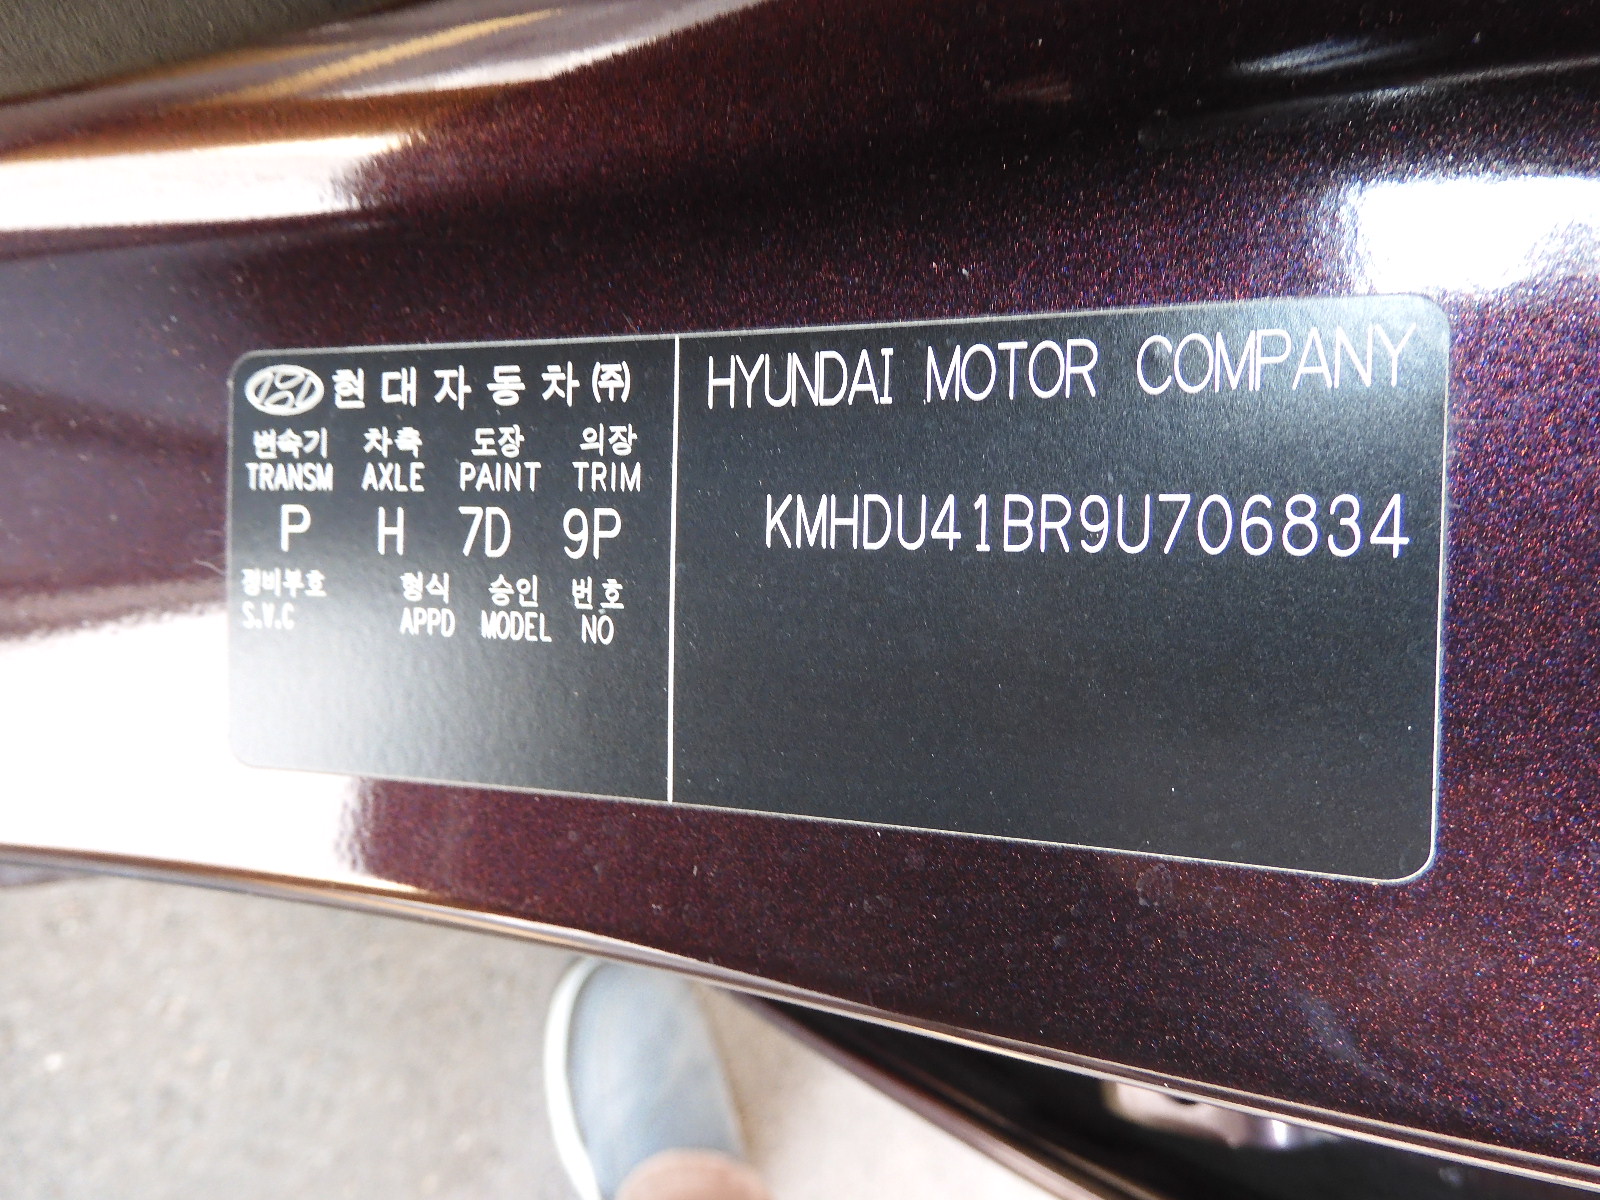 현대자동차㈜
변속기 차축 도장 의장
TRANSM AXLE PAINT TRIM
P H 7D 9P
정비부호 형식 승인 번호
S.V.C APPD MODEL NO
HYUNDAI MOTOR COMPANY
KMHDU41BR9U706834